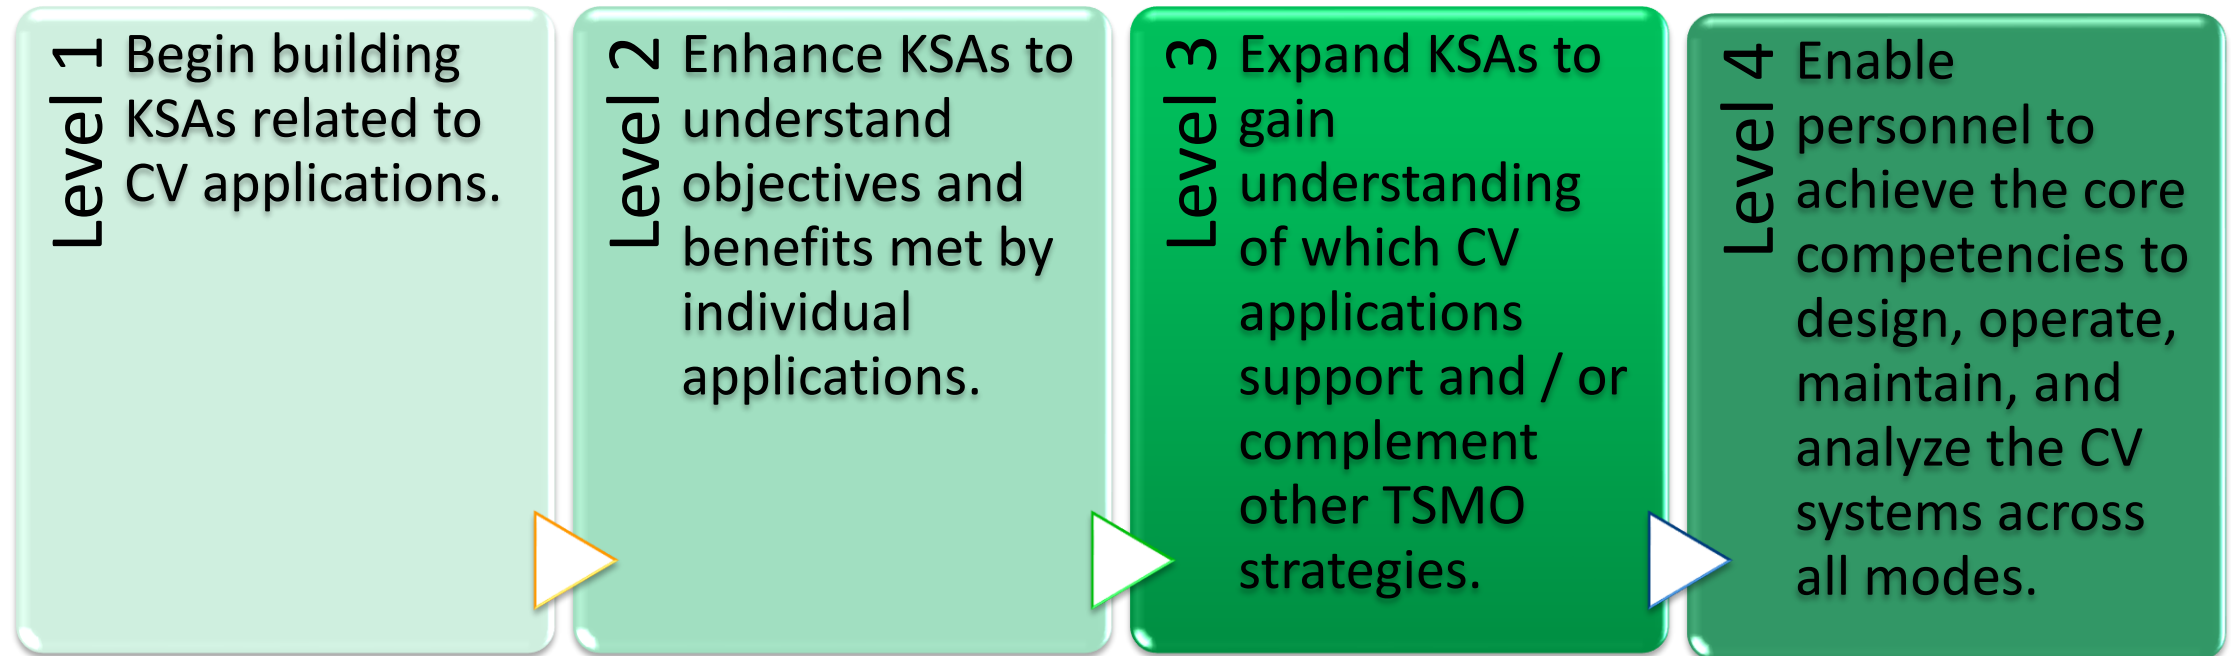 Level 1
Begin building
KSAs related to
CV applications.
Level 2
Enhance KSAs to
understand
objectives and
benefits met by
individual
applications.
Level 3
Expand KSAs to
gain
understanding
of which CV
applications
support and / or
complement
other TSMO
strategies.
Level 4
Enable
personnel to
achieve the core
competencies to
design, operate,
maintain, and
analyze the CV
systems across
all modes.